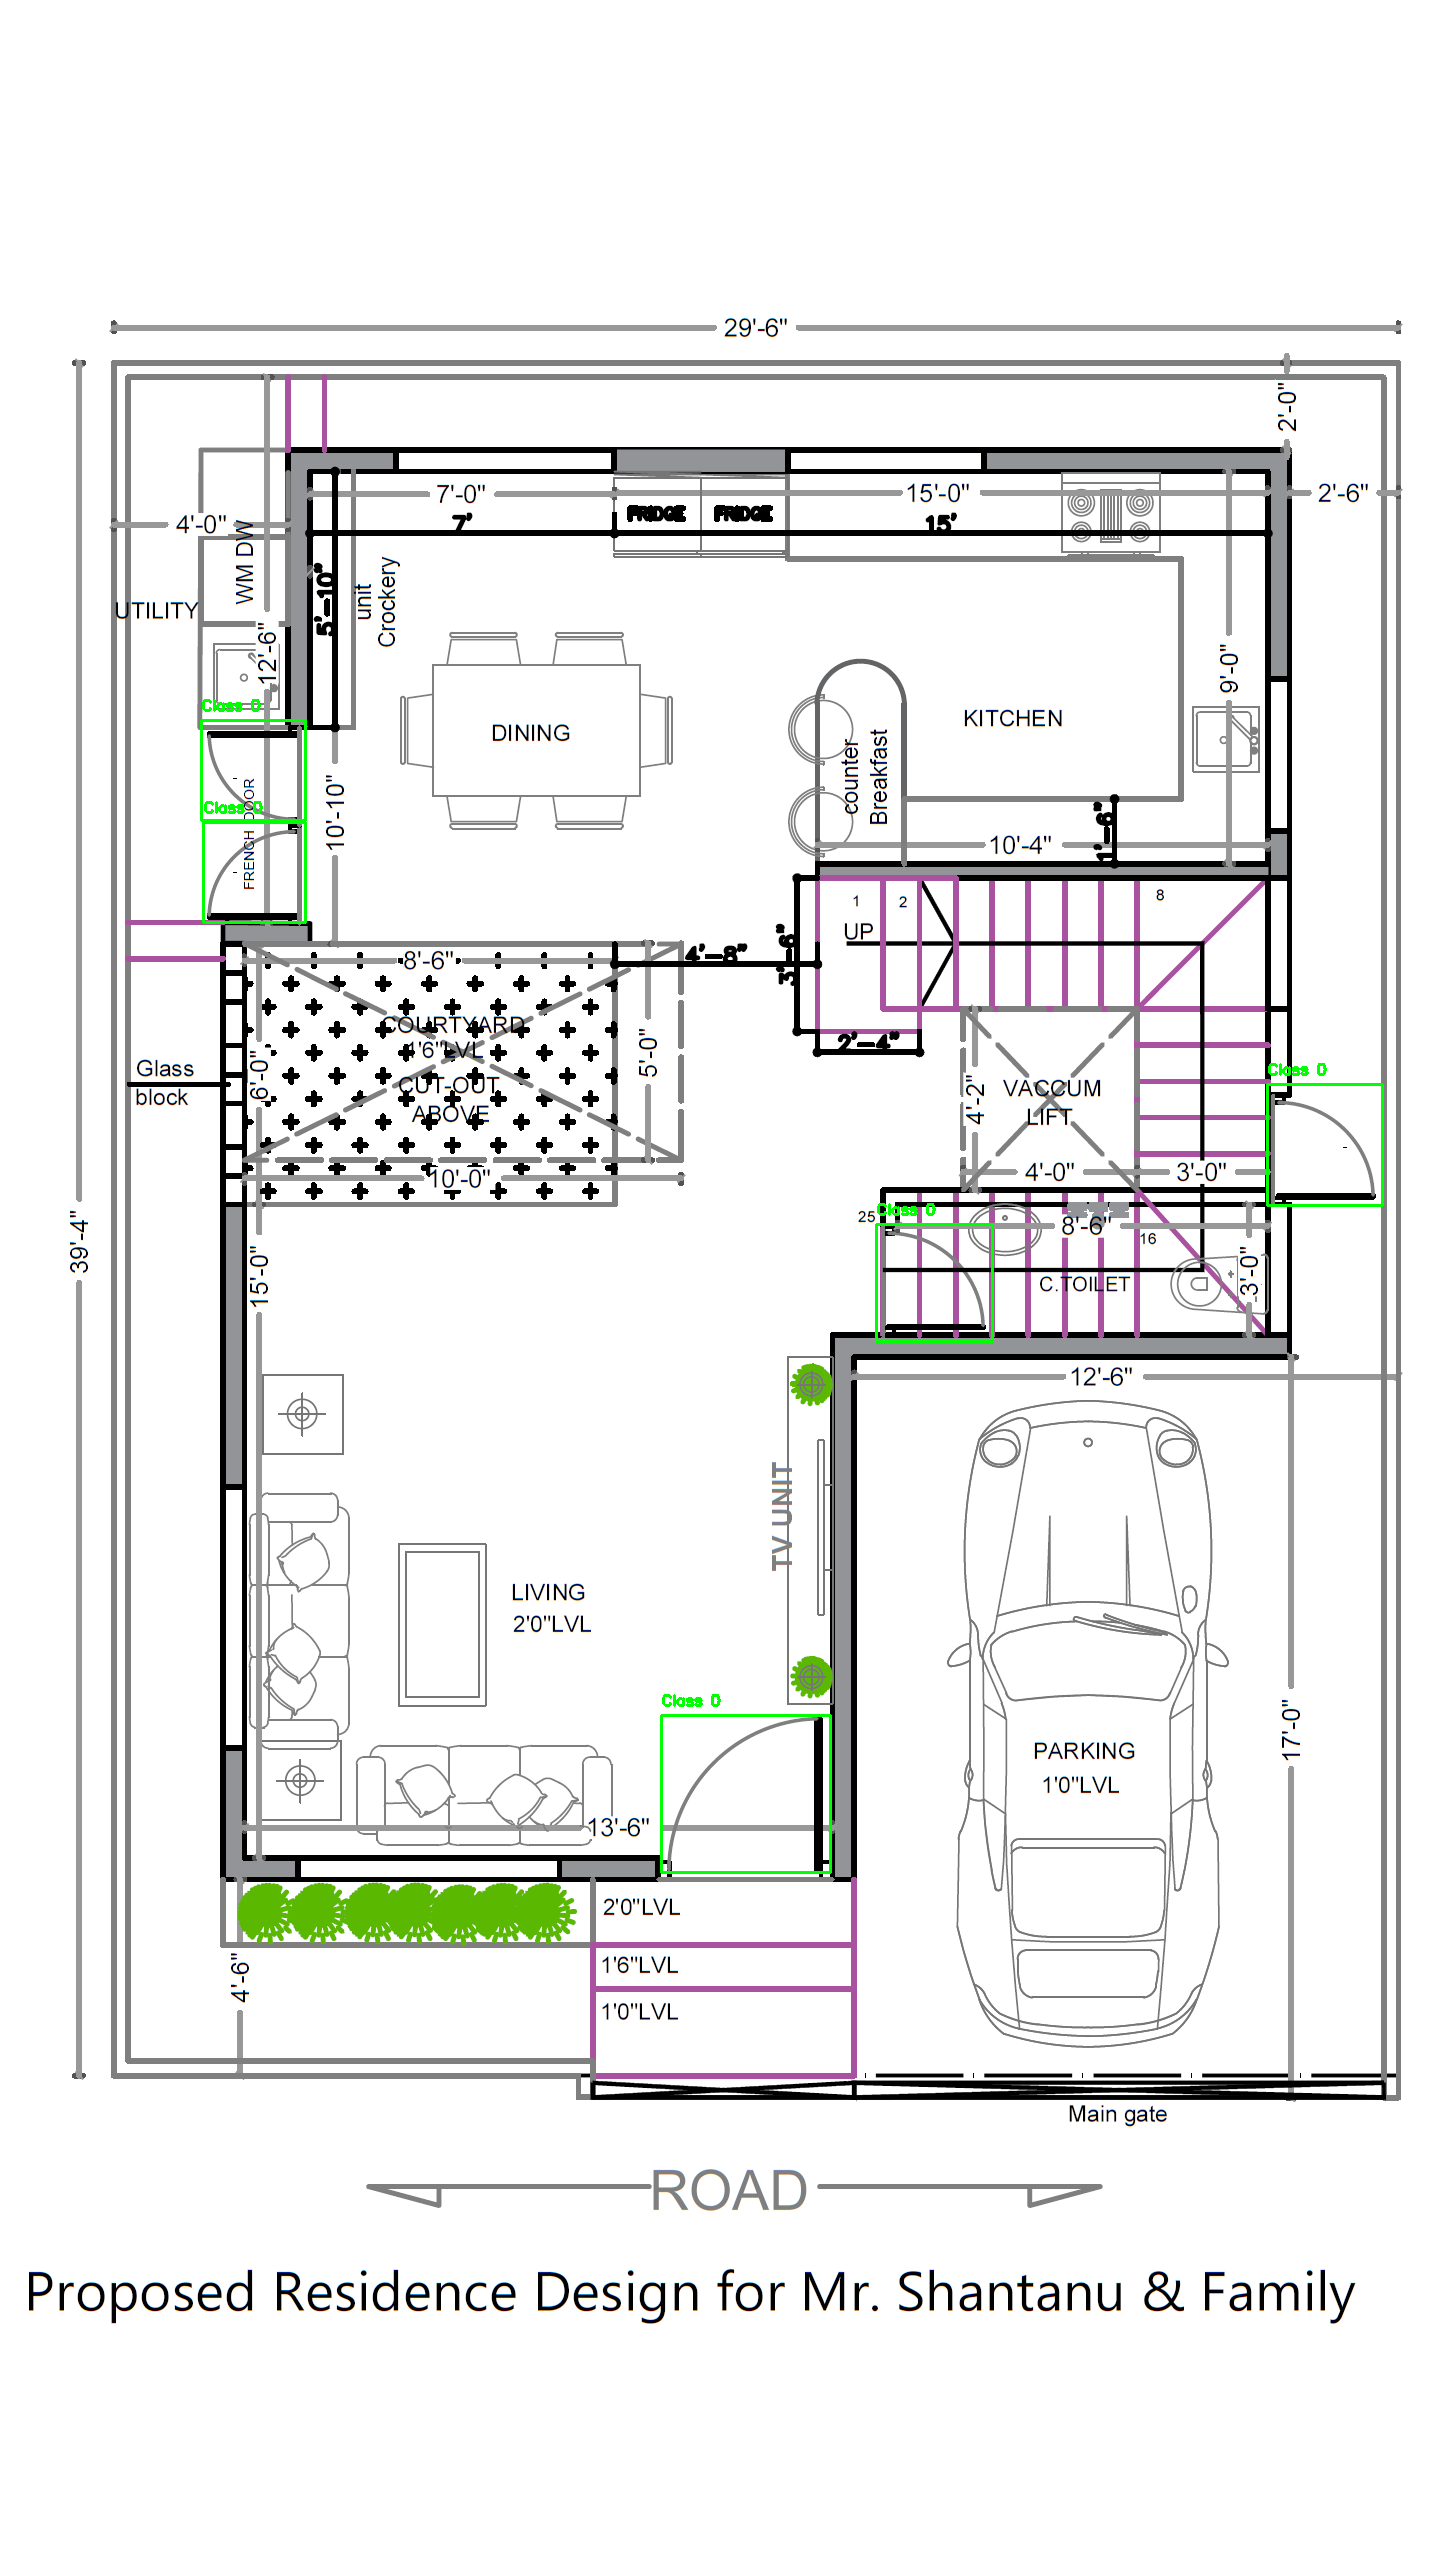 29'-6"
2'-0"
7'-0"
15'-0"
2'-6"
4'-0"
7'
FRIDGE
FRIDGE
15'
WM DW
UTILITY
5'-10"
unit
Crockery
12'-6"
9'-0"
Class 0
DINING
KITCHEN
counter
Breakfast
FRENCH DOOR
Class 0
10'-10"
10'-4"
1'-6"
1
2
8
UP
8'-6"
4'-8"
3'-6"
COURTYARD
1'6"LVL
CUT-OUT
ABOVE
2'-4"
5'-0"
6'-0"
Glass
block
Class 0
VACCUM
LIFT
4'-2"
10'-0"
4'-0"
3'-0"
39'-4"
25
Class 0
8'-6"
16
15'-0"
C.TOILET
3'-0"
12'-6"
TV UNIT
LIVING
2'0"LVL
Class 0
17'-0"
PARKING
1'0"LVL
13'-6"
2'0"LVL
1'6"LVL
4'-6"
1'0"LVL
Main gate
ROAD
Proposed Residence Design for Mr. Shantanu & Family